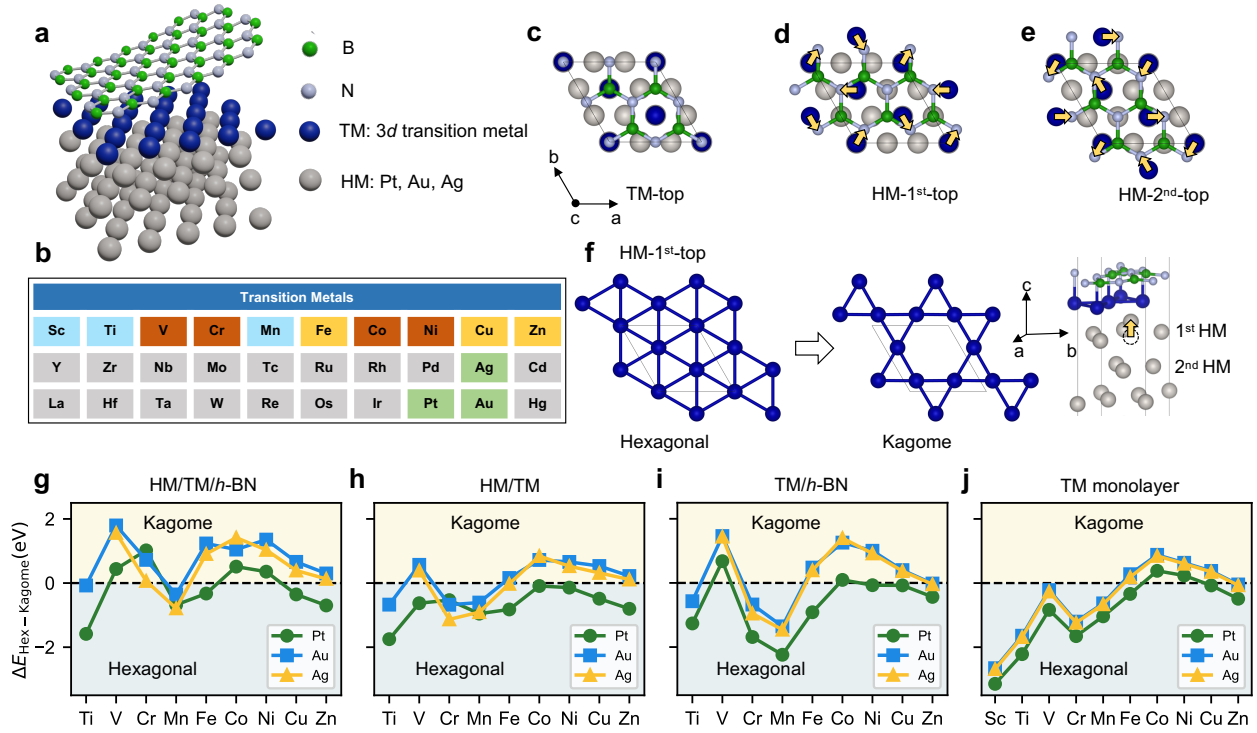 a
B
N
TM: 3d transition metal
HM: Pt, Au, Ag
b
Transition Metals
Sc Ti V Cr Mn Fe Co Ni Cu Zn
Y Zr Nb Mo Tc Ru Rh Pd Ag Cd
La Hf Ta W Re Os Ir Pt Au Hg
c
b
c
a
TM-top
d
HM-1st-top
e
HM-2nd-top
f
HM-1st-top
Hexagonal
Kagome
c
a
b
1st HM
2nd HM
g
HM/TM/h-BN
ΔE Hex – Kagome (eV)
2
0
−2
Kagome
Hexagonal
Pt
Au
Ag
Ti V Cr Mn Fe Co Ni Cu Zn
h
HM/TM
Kagome
Hexagonal
Pt
Au
Ag
Ti V Cr Mn Fe Co Ni Cu Zn
i
TM/h-BN
Kagome
Hexagonal
Pt
Au
Ag
Ti V Cr Mn Fe Co Ni Cu Zn
j
TM monolayer
Kagome
Hexagonal
Pt
Au
Ag
Sc Ti V Cr Mn Fe Co Ni Cu Zn